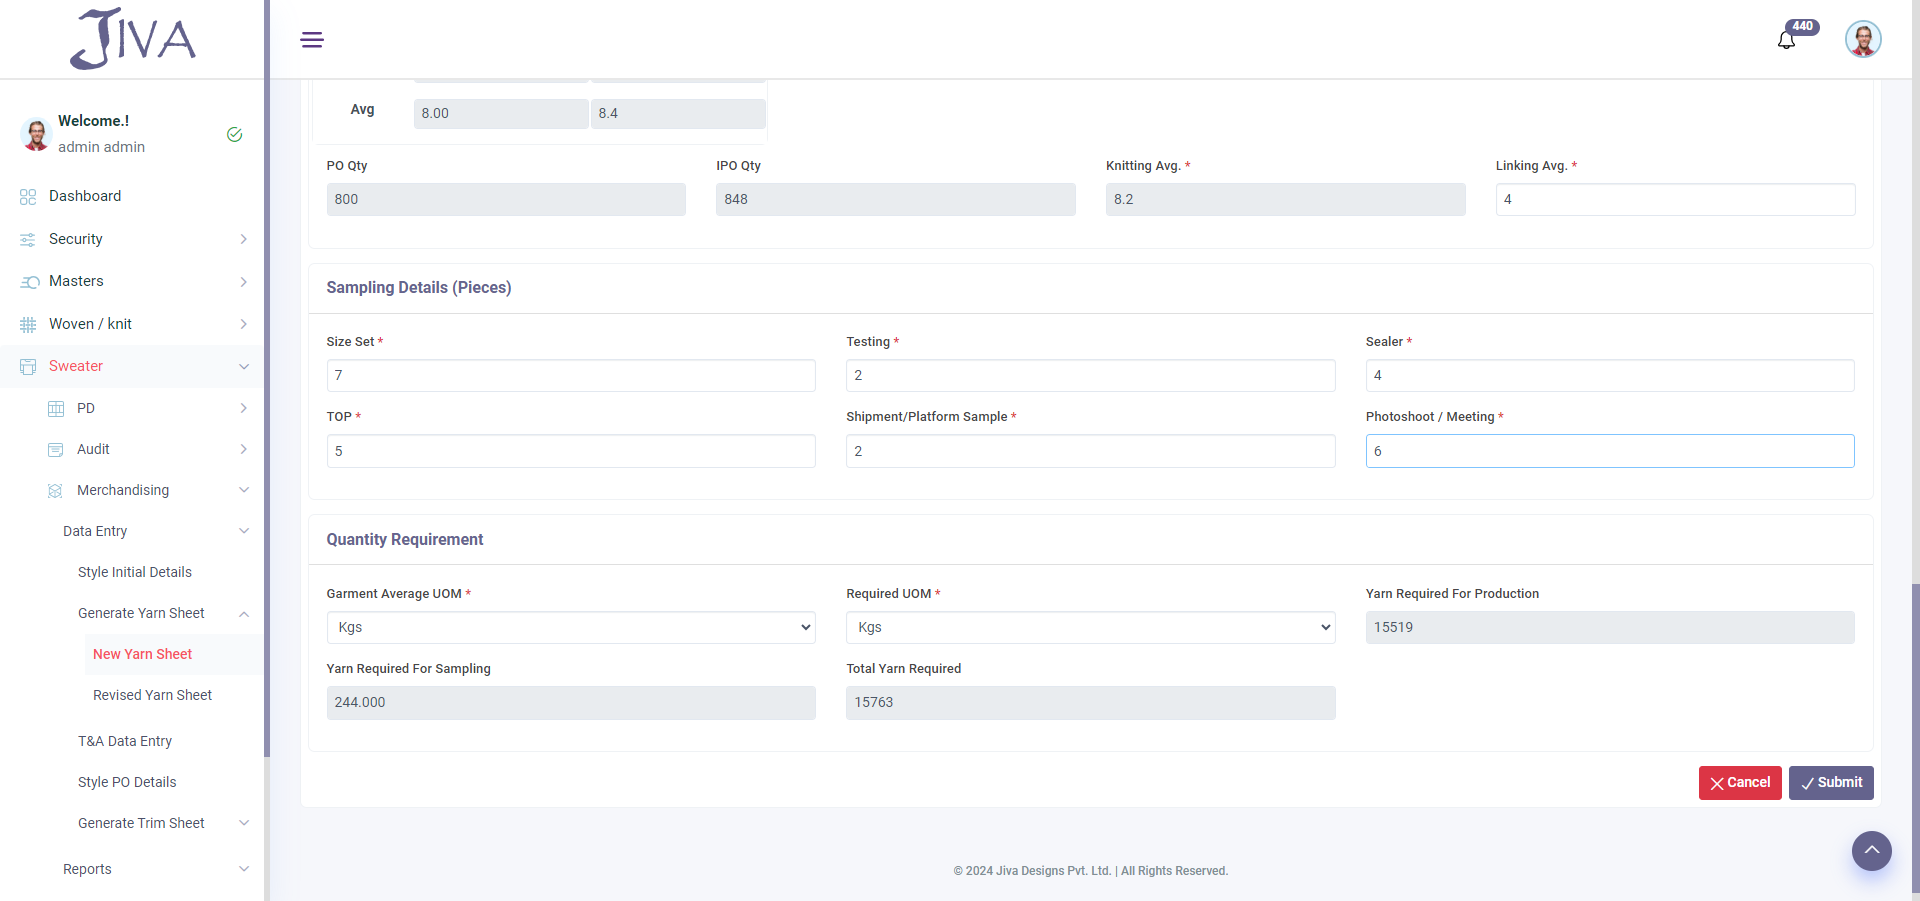 JIVA
440
Welcome.!
admin admin
Dashboard
Security
Masters
Woven / knit
Sweater
PD
Audit
Merchandising
Data Entry
Style Initial Details
Generate Yarn Sheet
New Yarn Sheet
Revised Yarn Sheet
T&A Data Entry
Style PO Details
Generate Trim Sheet
Reports
Avg 8.00 8.4
PO Qty IPO Qty Knitting Avg. * Linking Avg. *
800 848 8.2 4
Sampling Details (Pieces)
Size Set * Testing * Sealer *
7 2 4
TOP * Shipment/Platform Sample * Photoshoot / Meeting *
5 2 6
Quantity Requirement
Garment Average UOM * Required UOM * Yarn Required For Production
Kgs Kgs 15519
Yarn Required For Sampling Total Yarn Required
244.000 15763
Cancel Submit
© 2024 Jiva Designs Pvt. Ltd. | All Rights Reserved.